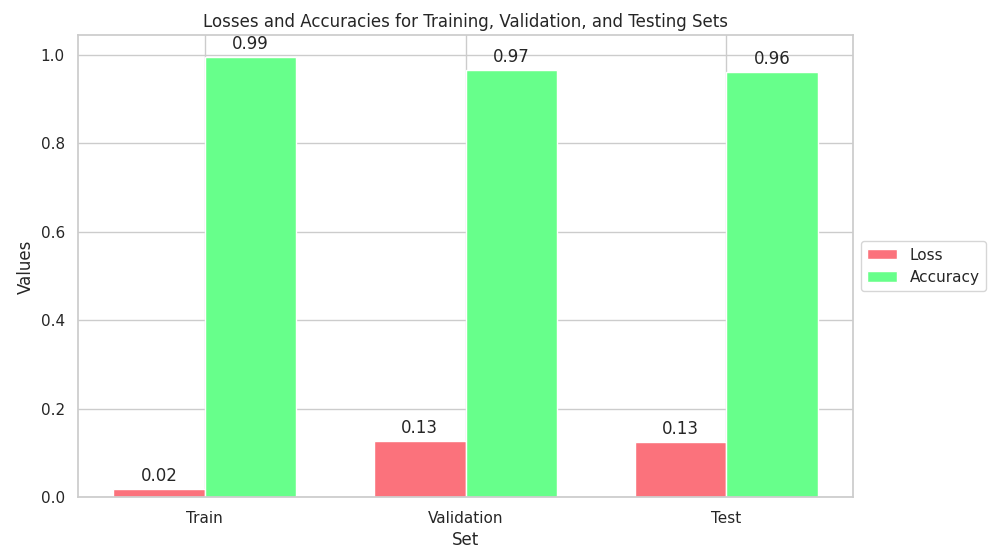 Losses and Accuracies for Training, Validation, and Testing Sets
1.0
0.8
0.6
0.4
0.2
0.0
Values
0.02
0.99
0.13
0.97
0.13
0.96
Train
Validation
Test
Set
Loss
Accuracy